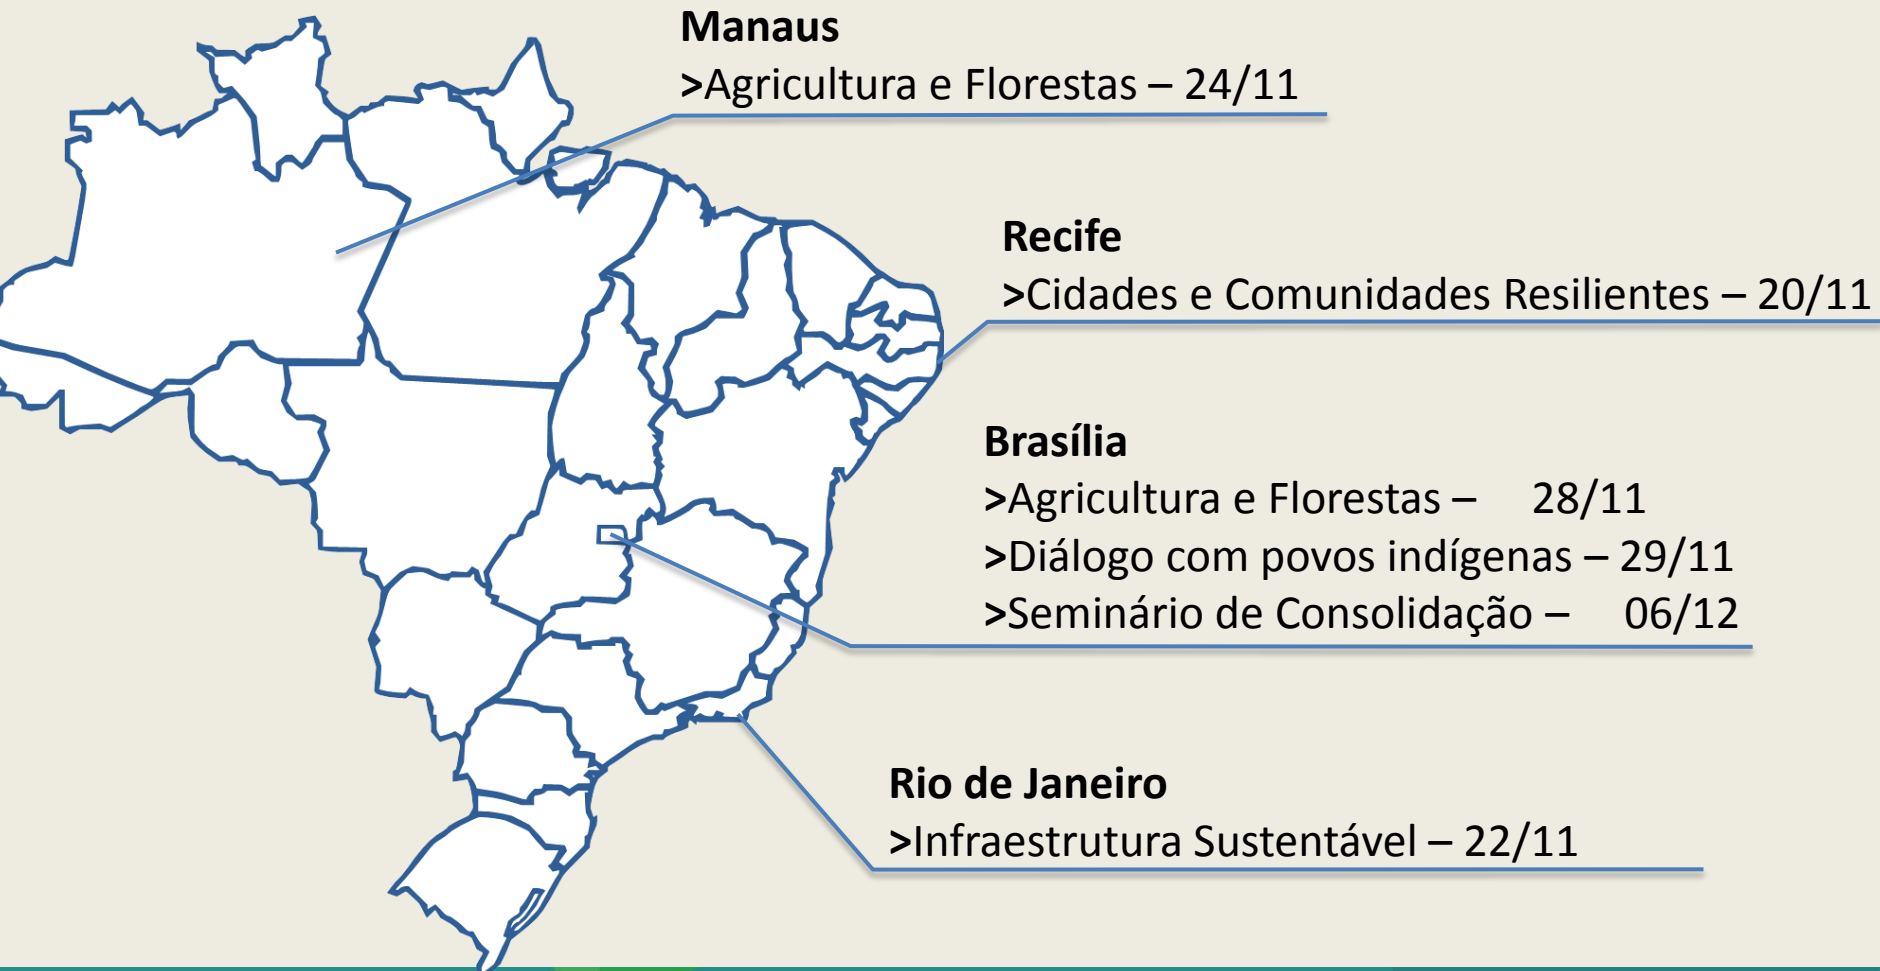 Manaus
>Agricultura e Florestas – 24/11
Recife
>Cidades e Comunidades Resilientes – 20/11
Brasília
>Agricultura e Florestas – 28/11
>Diálogo com povos indígenas – 29/11
>Seminário de Consolidação – 06/12
Rio de Janeiro
>Infraestrutura Sustentável – 22/11